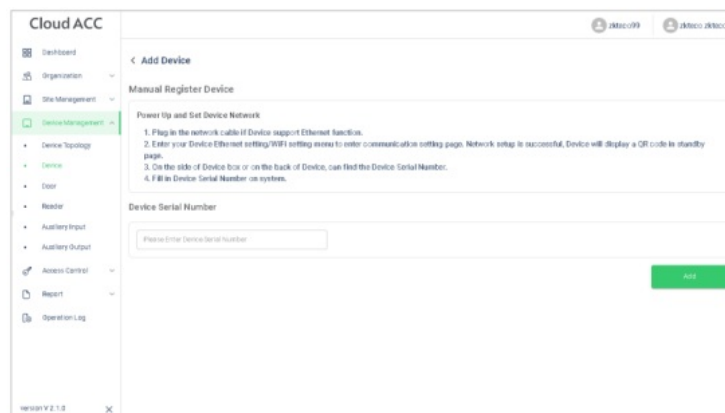 Cloud ACC
zkteco99
zkteco zkteco
Dashboard
Organization
Site Management
Device Management
Device Topology
Device
Door
Reader
Auxiliary Input
Auxiliary Output
Access Control
Report
Operation Log
version V 2.1.0
< Add Device
Manual Register Device
Power Up and Set Device Network
1. Plug in the network cable if Device support Ethernet function.
2. Enter your Device Ethernet setting/WiFi setting menu to enter communication setting page. Network setup is successful, Device will display a QR code in standby
page.
3. On the side of Device box or on the back of Device, can find the Device Serial Number.
4. Fill in Device Serial Number on system.
Device Serial Number
Please Enter Device Serial Number
Add